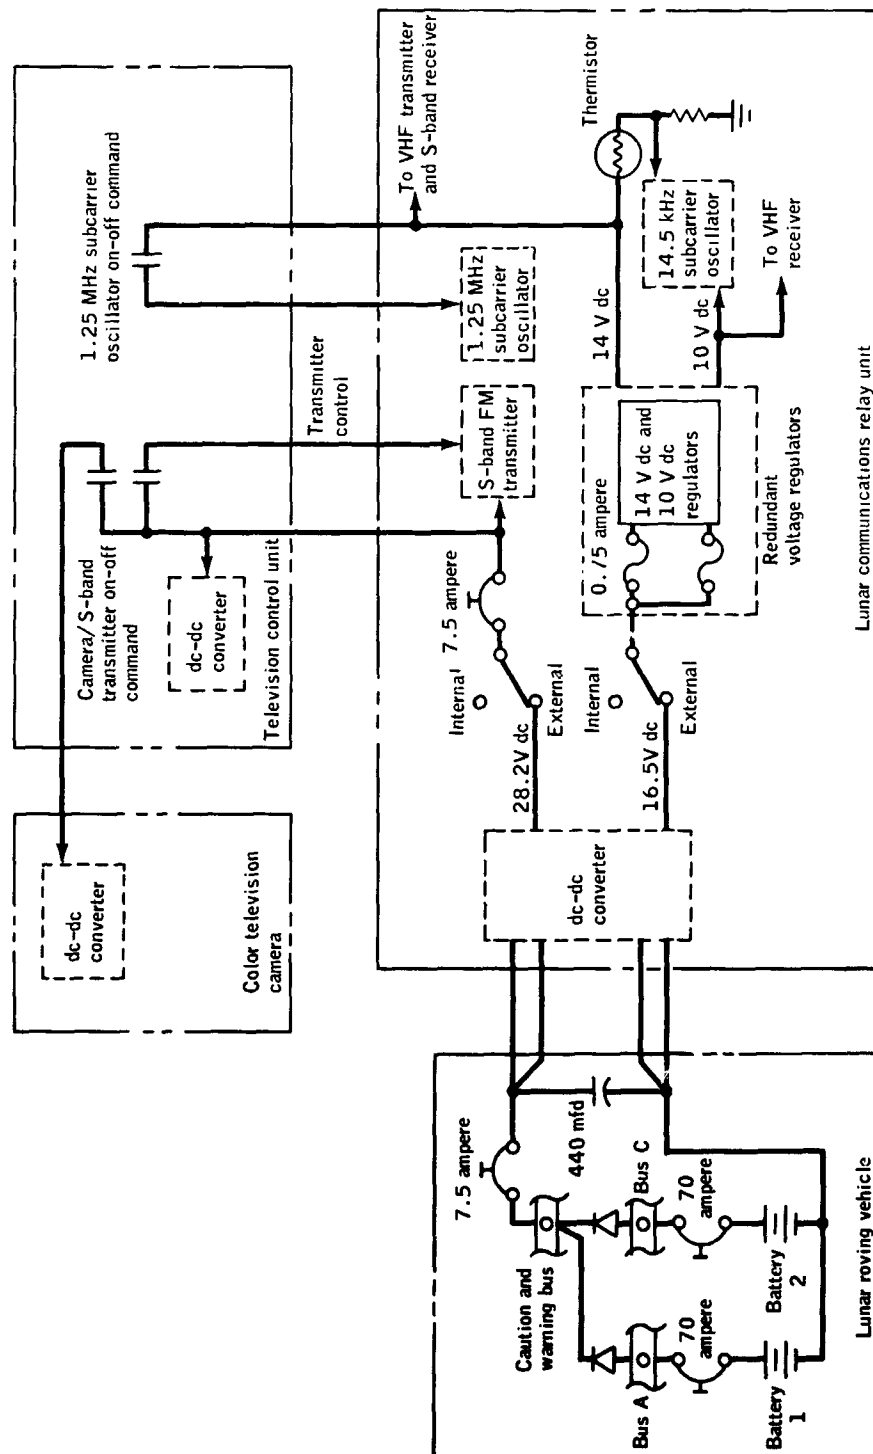 Color television
camera
dc-dc
converter
Camera/S-band
transmitter on-off
command
dc-dc
converter
Television control unit
1.25 MHz subcarrier
oscillator on-off command
Transmitter
control
Lunar roving vehicle
Battery
1
Battery
2
70
ampere
70
ampere
Bus A
Bus C
Caution and
warning bus
7.5 ampere
440 mfd
dc-dc
converter
28.2V dc
16.5V dc
Internal
External
Internal
External
7.5 ampere
S-band FM
transmitter
1.25 MHz
subcarrier
oscillator
To VHF transmitter
and S-band receiver
0.75 ampere
14 V dc and
10 V dc
regulators
Redundant
voltage regulators
14 V dc
10 V dc
Thermistor
14.5 kHz
subcarrier
oscillator
To VHF
receiver
Lunar communications relay unit